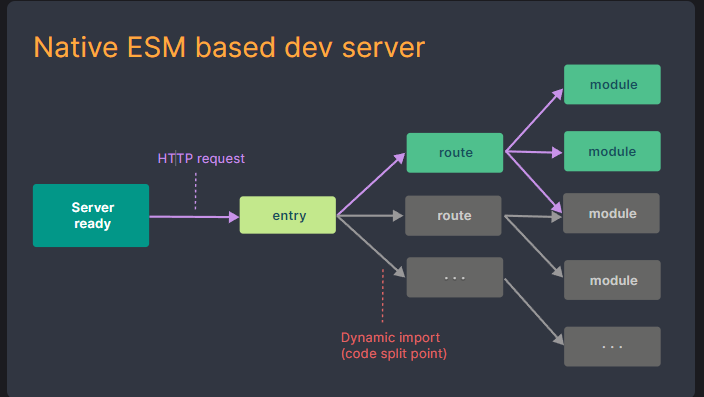 Native ESM based dev server
HTTP request
Server
ready
entry
route
route
· · ·
module
module
module
module
· · ·
Dynamic import
(code split point)